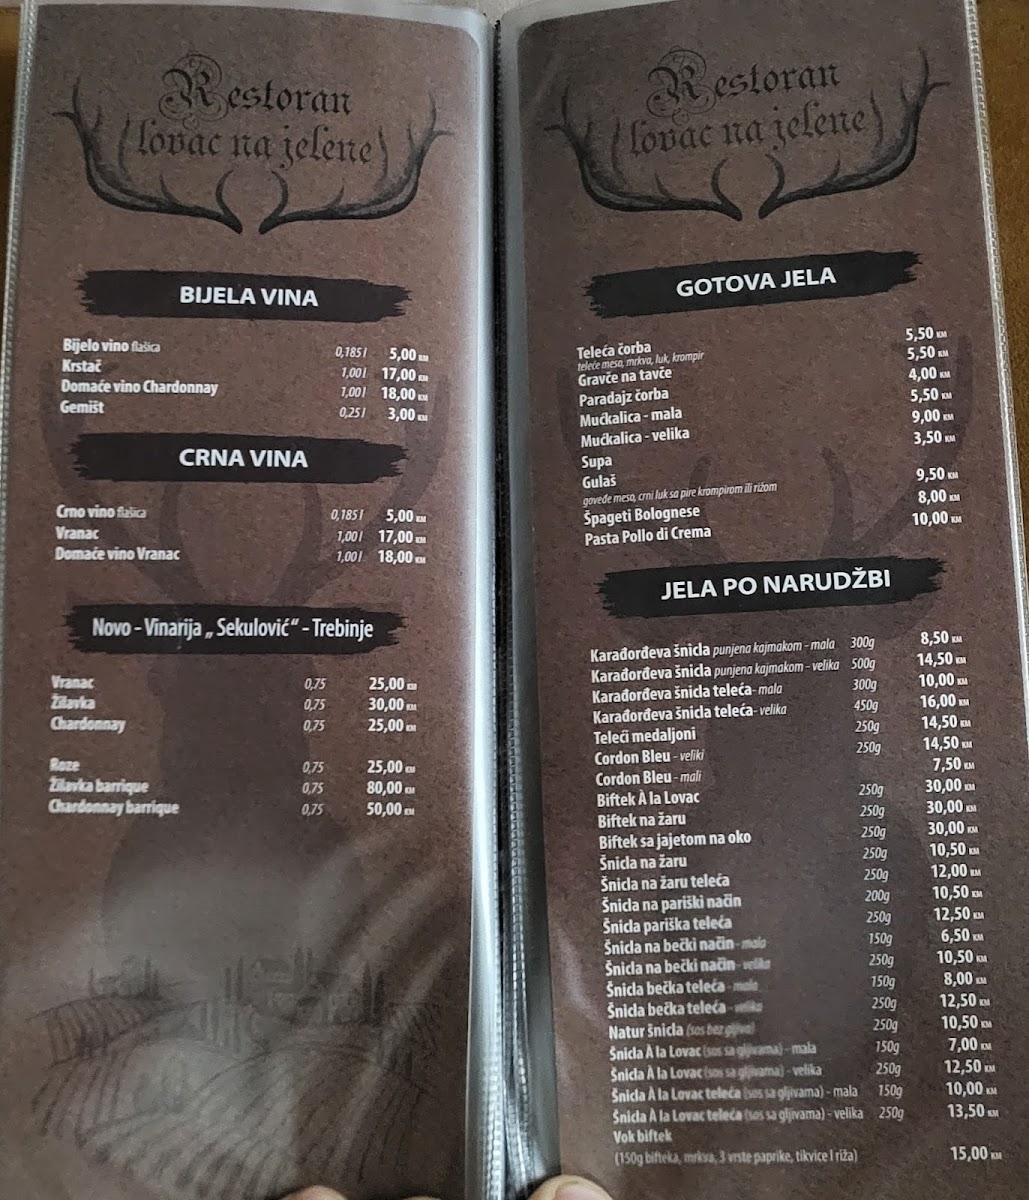 Restoran
lovac na jelene
BIJELA VINA
Bijelo vino flašica 0,185 l 5,00 KM
Krstač 1,00 l 17,00 KM
Domaće vino Chardonnay 1,00 l 18,00 KM
Gemišt 0,25 l 3,00 KM
CRNA VINA
Crno vino flašica 0,185 l 5,00 KM
Vranac 1,00 l 17,00 KM
Domaće vino Vranac 1,00 l 18,00 KM
Novo - Vinarija „ Sekulović“ - Trebinje
Vranac 0,75 25,00 KM
Žilavka 0,75 30,00 KM
Chardonnay 0,75 25,00 KM
Roze 0,75 25,00 KM
Žilavka barrique 0,75 80,00 KM
Chardonnay barrique 0,75 50,00 KM
Restoran
lovac na jelene
GOTOVA JELA
Teleća čorba 5,50 KM
teleće meso, mrkva, luk, krompir
Gravče na tavče 5,50 KM
Paradajz čorba 4,00 KM
Mućkalica - mala 5,50 KM
Mućkalica - velika 9,00 KM
Supa 3,50 KM
Gulaš 9,50 KM
goveđe meso, crni luk sa pire krompirom ili rižom
Špageti Bolognese 8,00 KM
Pasta Pollo di Crema 10,00 KM
JELA PO NARUDŽBI
Karađorđeva šnicla punjena kajmakom - mala 300g 8,50 KM
Karađorđeva šnicla punjena kajmakom - velika 500g 14,50 KM
Karađorđeva šnicla teleća- mala 300g 10,00 KM
Karađorđeva šnicla teleća- velika 450g 16,00 KM
Teleći medaljoni 250g 14,50 KM
Cordon Bleu - veliki 250g 14,50 KM
Cordon Bleu - mali 7,50 KM
Biftek À la Lovac 250g 30,00 KM
Biftek na žaru 250g 30,00 KM
Biftek sa jajetom na oko 250g 30,00 KM
Šnicla na žaru 250g 10,50 KM
Šnicla na žaru teleća 250g 12,00 KM
Šnicla na pariški način 200g 10,50 KM
Šnicla pariška teleća 250g 12,50 KM
Šnicla na bečki način - mala 150g 6,50 KM
Šnicla na bečki način - velika 250g 10,50 KM
Šnicla bečka teleća - mala 150g 8,00 KM
Šnicla bečka teleća - velika 250g 12,50 KM
Natur šnicla (sos bez gljiva) 250g 10,50 KM
Šnicla À la Lovac (sos sa gljivama) - mala 150g 7,00 KM
Šnicla À la Lovac (sos sa gljivama) - velika 250g 12,50 KM
Šnicla À la Lovac teleća (sos sa gljivama) - mala 150g 10,00 KM
Šnicla À la Lovac teleća (sos sa gljivama) - velika 250g 13,50 KM
Vok biftek
(150g bifteka, mrkva, 3 vrste paprike, tikvice I riža) 15,00 KM